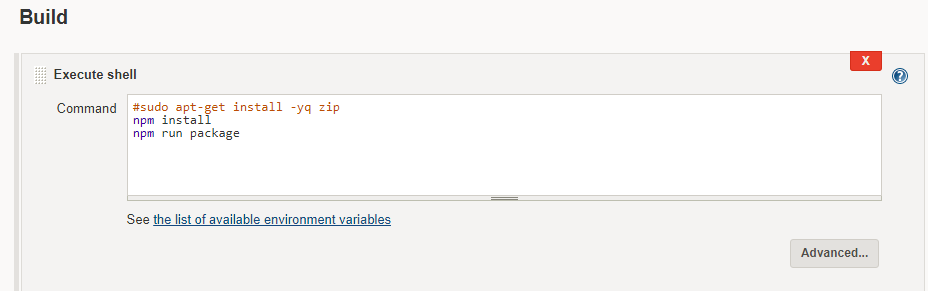 Build
Execute shell
X
?
Command
#sudo apt-get install -yq zip
npm install
npm run package
See the list of available environment variables
Advanced...